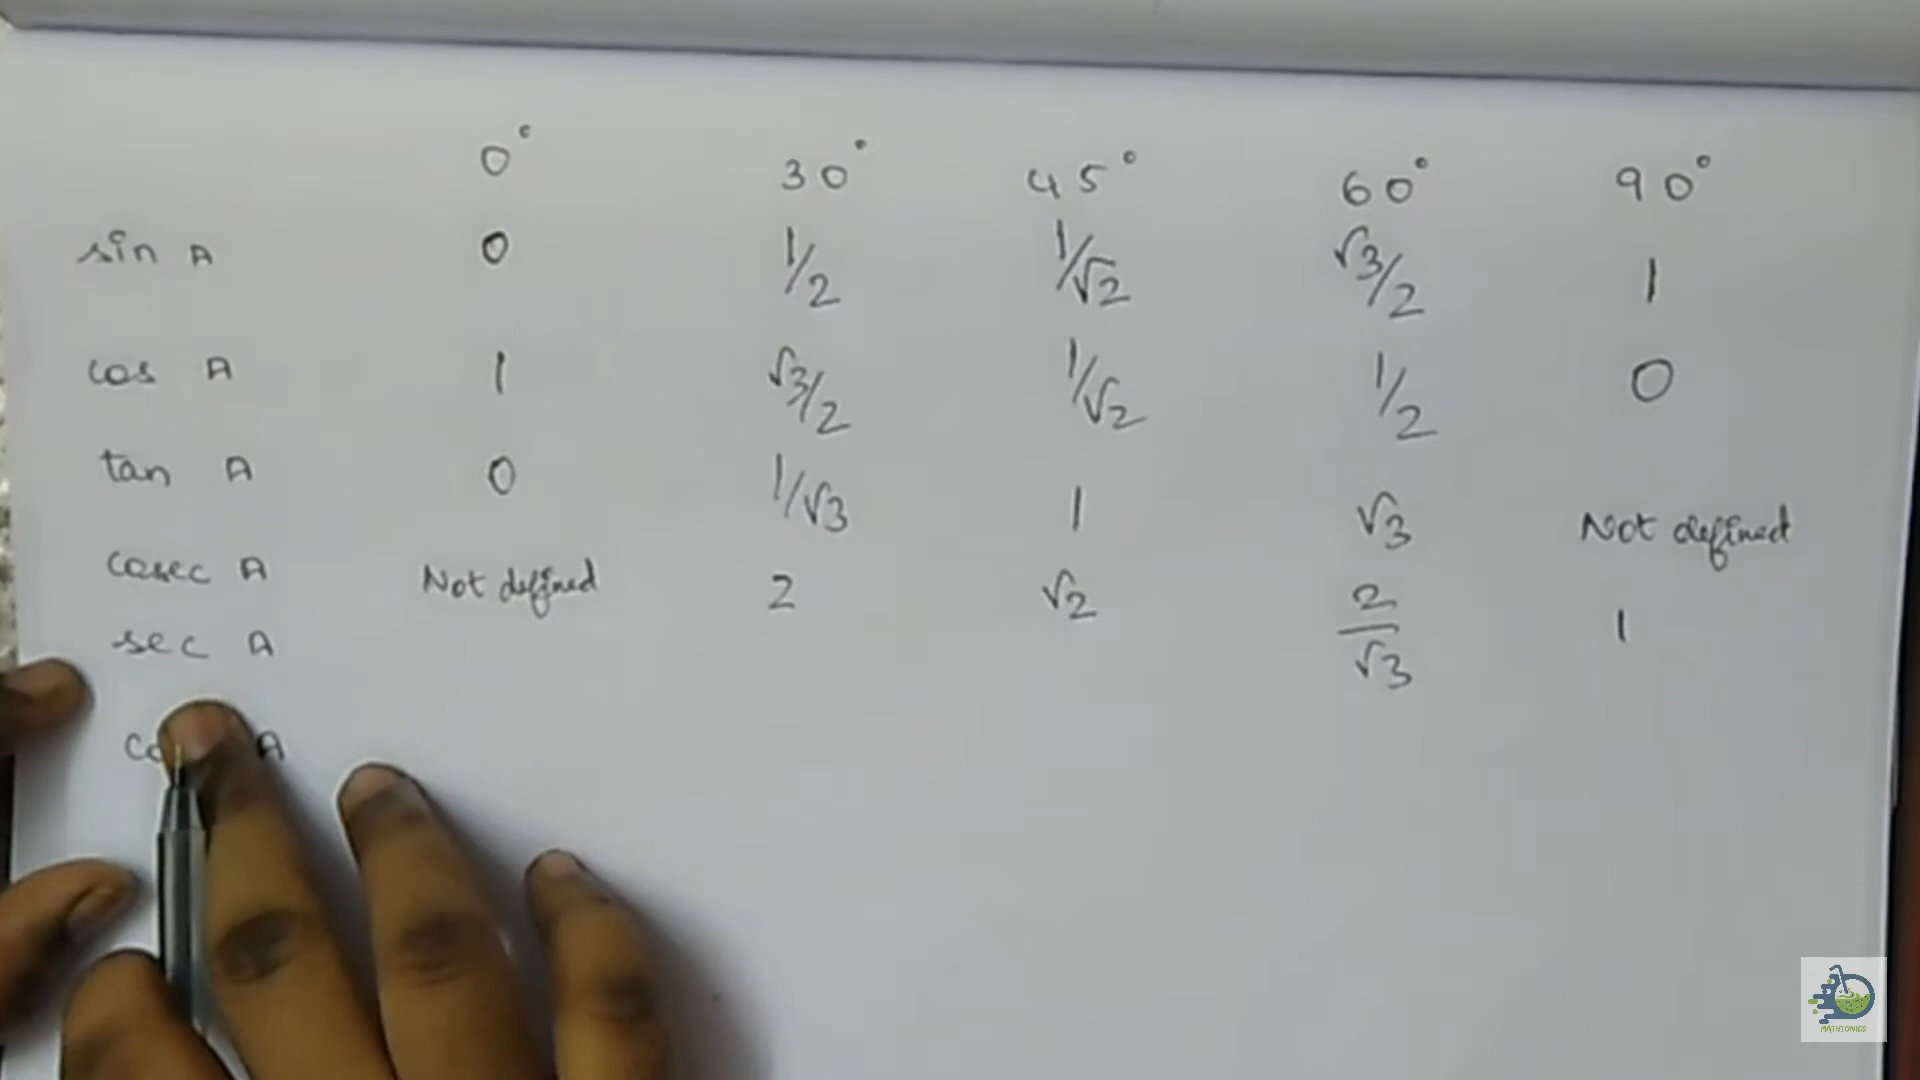 0° 30° 45° 60° 90°
sin A 0 1/2 1/√2 √3/2 1
cos A 1 √3/2 1/√2 1/2 0
tan A 0 1/√3 1 √3 Not defined
cosec A Not defined 2 √2 2/√3 1
sec A
A
MATHTONICS